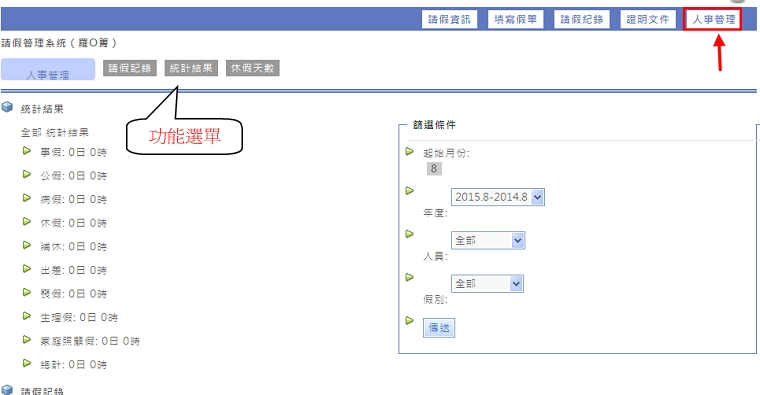 請假資訊 填寫假單 請假紀錄 證明文件 人事管理
請假管理系統 ( 羅O菁 )
人事管理 請假記錄 統計結果 休假天數
功能選單
統計結果
全部 統計結果
事假: 0日 0時
公假: 0日 0時
病假: 0日 0時
休假: 0日 0時
補休: 0日 0時
出差: 0日 0時
喪假: 0日 0時
生理假: 0日 0時
家庭照顧假: 0日 0時
總計: 0日 0時
請假記錄
篩選條件
起始月份:
8
2015.8-2014.8
年度:
全部
人員:
全部
假別:
傳送